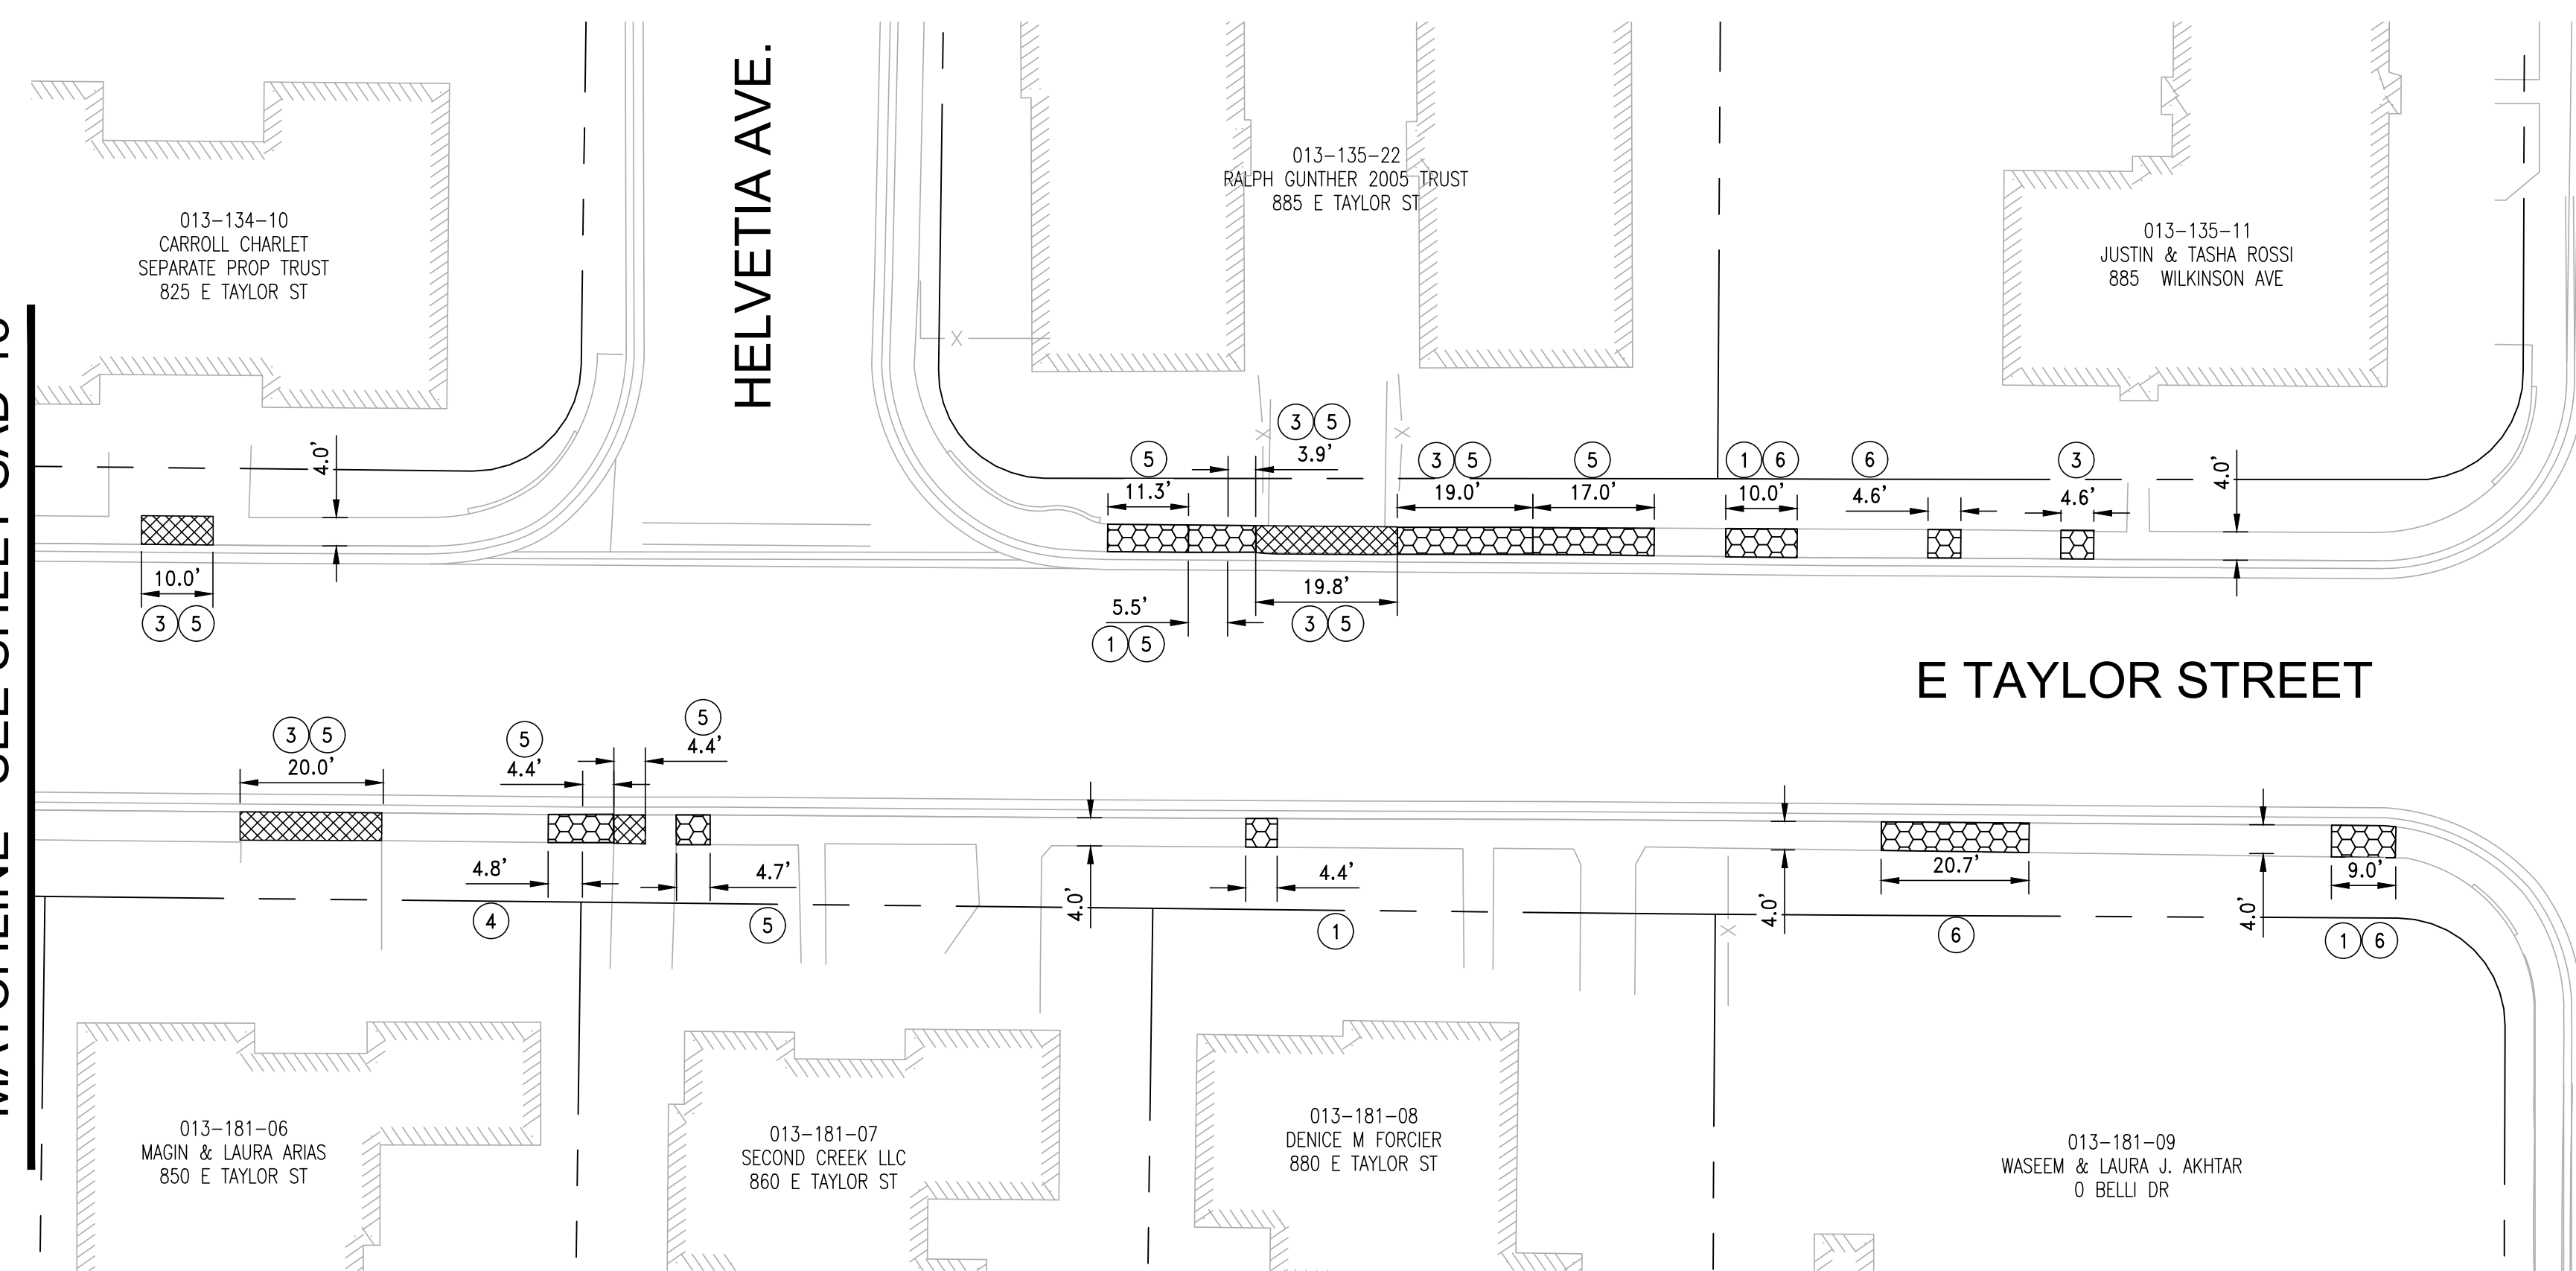 HELVETIA AVE.
013-134-10
CARROLL CHARLET
SEPARATE PROP TRUST
825 E TAYLOR ST
013-135-22
RALPH GUNTHER 2005 TRUST
885 E TAYLOR ST
013-135-11
JUSTIN & TASHA ROSSI
885 WILKINSON AVE
4.0'
10.0'
3 5
5
11.3'
3 5
3.9'
3 5
19.0'
5
17.0'
1 6
10.0'
6
4.6'
3
4.6'
4.0'
5.5'
1 5
19.8'
3 5
E TAYLOR STREET
3 5
20.0'
5
4.4'
5
4.4'
4.8'
4
4.7'
5
4.0'
4.4'
1
4.0'
20.7'
6
4.0'
9.0'
1 6
013-181-06
MAGIN & LAURA ARIAS
850 E TAYLOR ST
013-181-07
SECOND CREEK LLC
860 E TAYLOR ST
013-181-08
DENICE M FORCIER
880 E TAYLOR ST
013-181-09
WASEEM & LAURA J. AKHTAR
0 BELLI DR